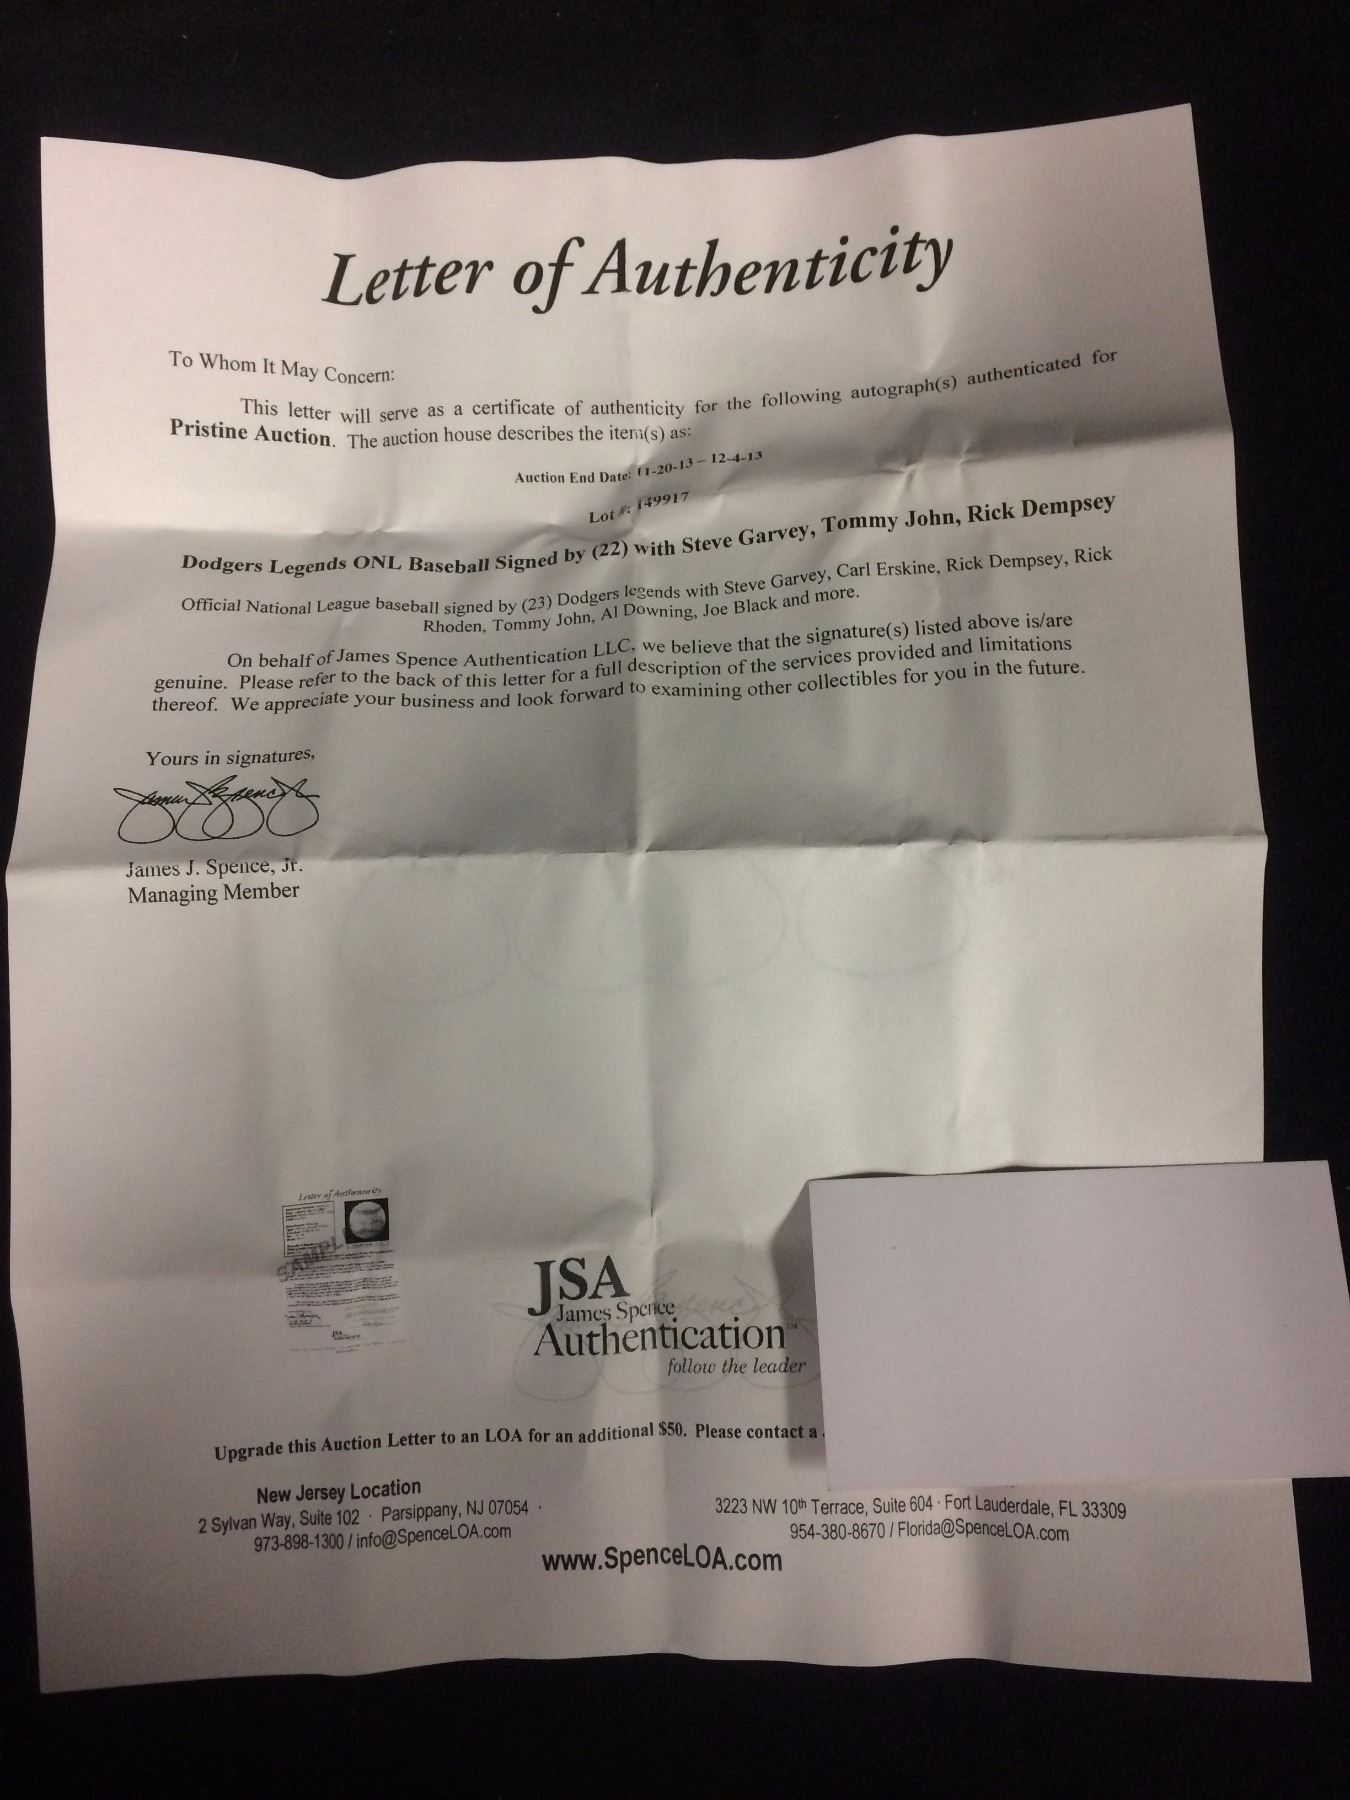 Letter of Authenticity
To Whom It May Concern:
This letter will serve as a certificate of authenticity for the following autograph(s) authenticated for
Pristine Auction. The auction house describes the item(s) as:
Auction End Date: 11-20-13 – 12-4-13
Lot #: 149917
Dodgers Legends ONL Baseball Signed by (22) with Steve Garvey, Tommy John, Rick Dempsey
Official National League baseball signed by (23) Dodgers legends with Steve Garvey, Carl Erskine, Rick Dempsey, Rick
Rhoden, Tommy John, Al Downing, Joe Black and more.
On behalf of James Spence Authentication LLC, we believe that the signature(s) listed above is/are
genuine. Please refer to the back of this letter for a full description of the services provided and limitations
thereof. We appreciate your business and look forward to examining other collectibles for you in the future.
Yours in signatures,
James J. Spence, Jr.
James J. Spence, Jr.
Managing Member
Letter of Authenticity
SAMPLE
JSA
James Spence
Authentication™
follow the leader
Upgrade this Auction Letter to an LOA for an additional $50. Please contact a
New Jersey Location
2 Sylvan Way, Suite 102 · Parsippany, NJ 07054 ·
973-898-1300 / info@SpenceLOA.com
3223 NW 10th Terrace, Suite 604 · Fort Lauderdale, FL 33309
954-380-8670 / Florida@SpenceLOA.com
www.SpenceLOA.com